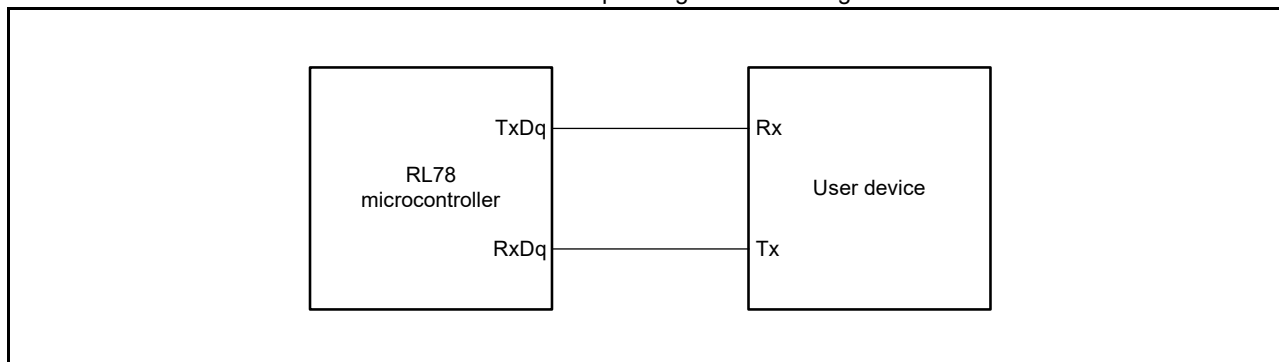 TxDq
Rx
RL78
microcontroller
User device
RxDq
Tx